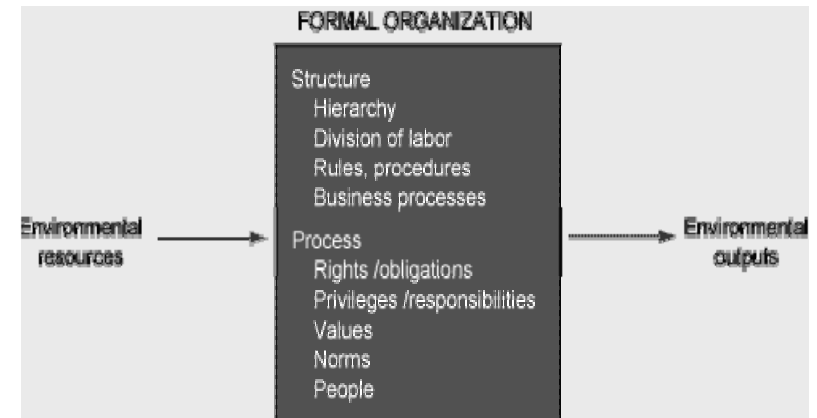 FORMAL ORGANIZATION
Structure
Hierarchy
Division of labor
Rules, procedures
Business processes
Environmental
resources
Process
Rights /obligations
Privileges /responsibilities
Values
Norms
People
Environmental
outputs